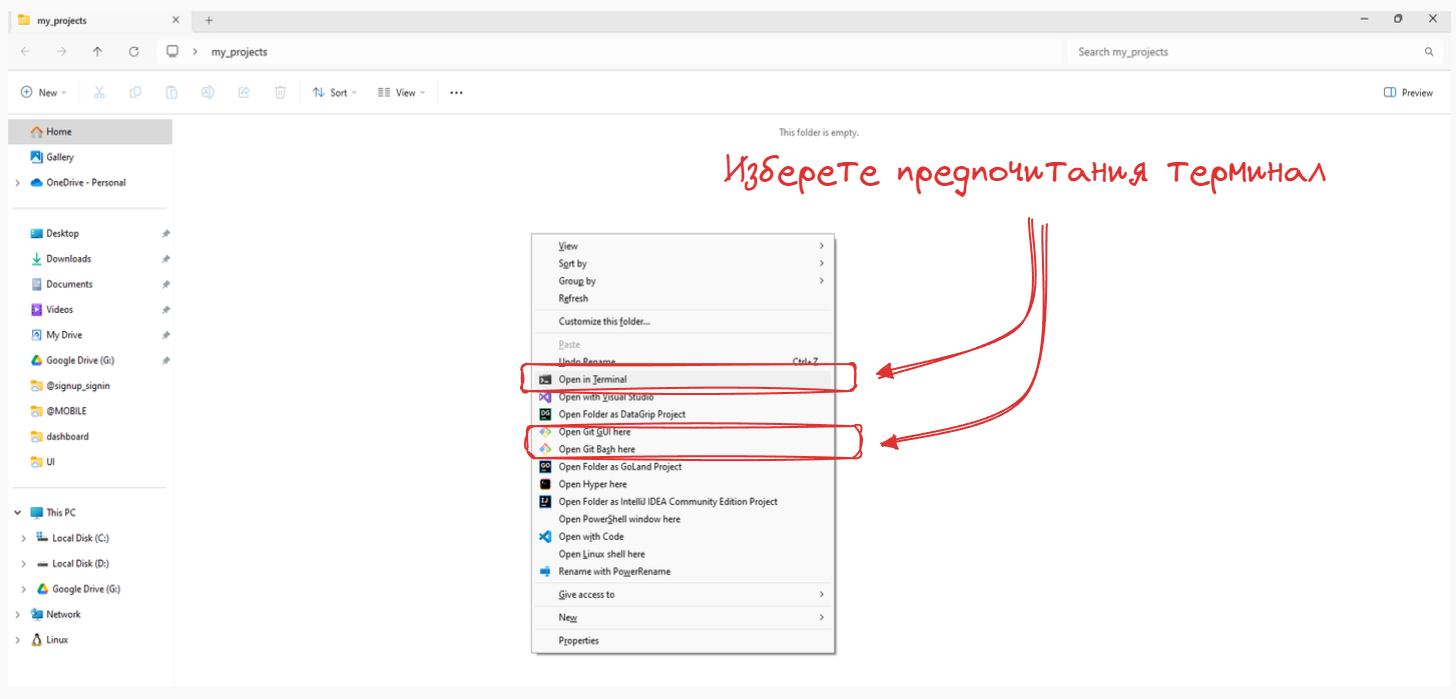 my_projects
my_projects
Search my_projects
New
Sort
View
Preview
Home
Gallery
OneDrive - Personal
Desktop
Downloads
Documents
Videos
My Drive
Google Drive (G:)
@signup_signin
@MOBILE
dashboard
UI
This PC
Local Disk (C:)
Local Disk (D:)
Google Drive (G:)
Network
Linux
This folder is empty.
Изберете предпочитания терминал
View
Sort by
Group by
Refresh
Customize this folder...
Paste
Undo Rename Ctrl+Z
Open in Terminal
Open with Visual Studio
Open Folder as DataGrip Project
Open Git GUI here
Open Git Bash here
Open Folder as GoLand Project
Open Hyper here
Open Folder as IntelliJ IDEA Community Edition Project
Open PowerShell window here
Open with Code
Open Linux shell here
Rename with PowerRename
Give access to
New
Properties